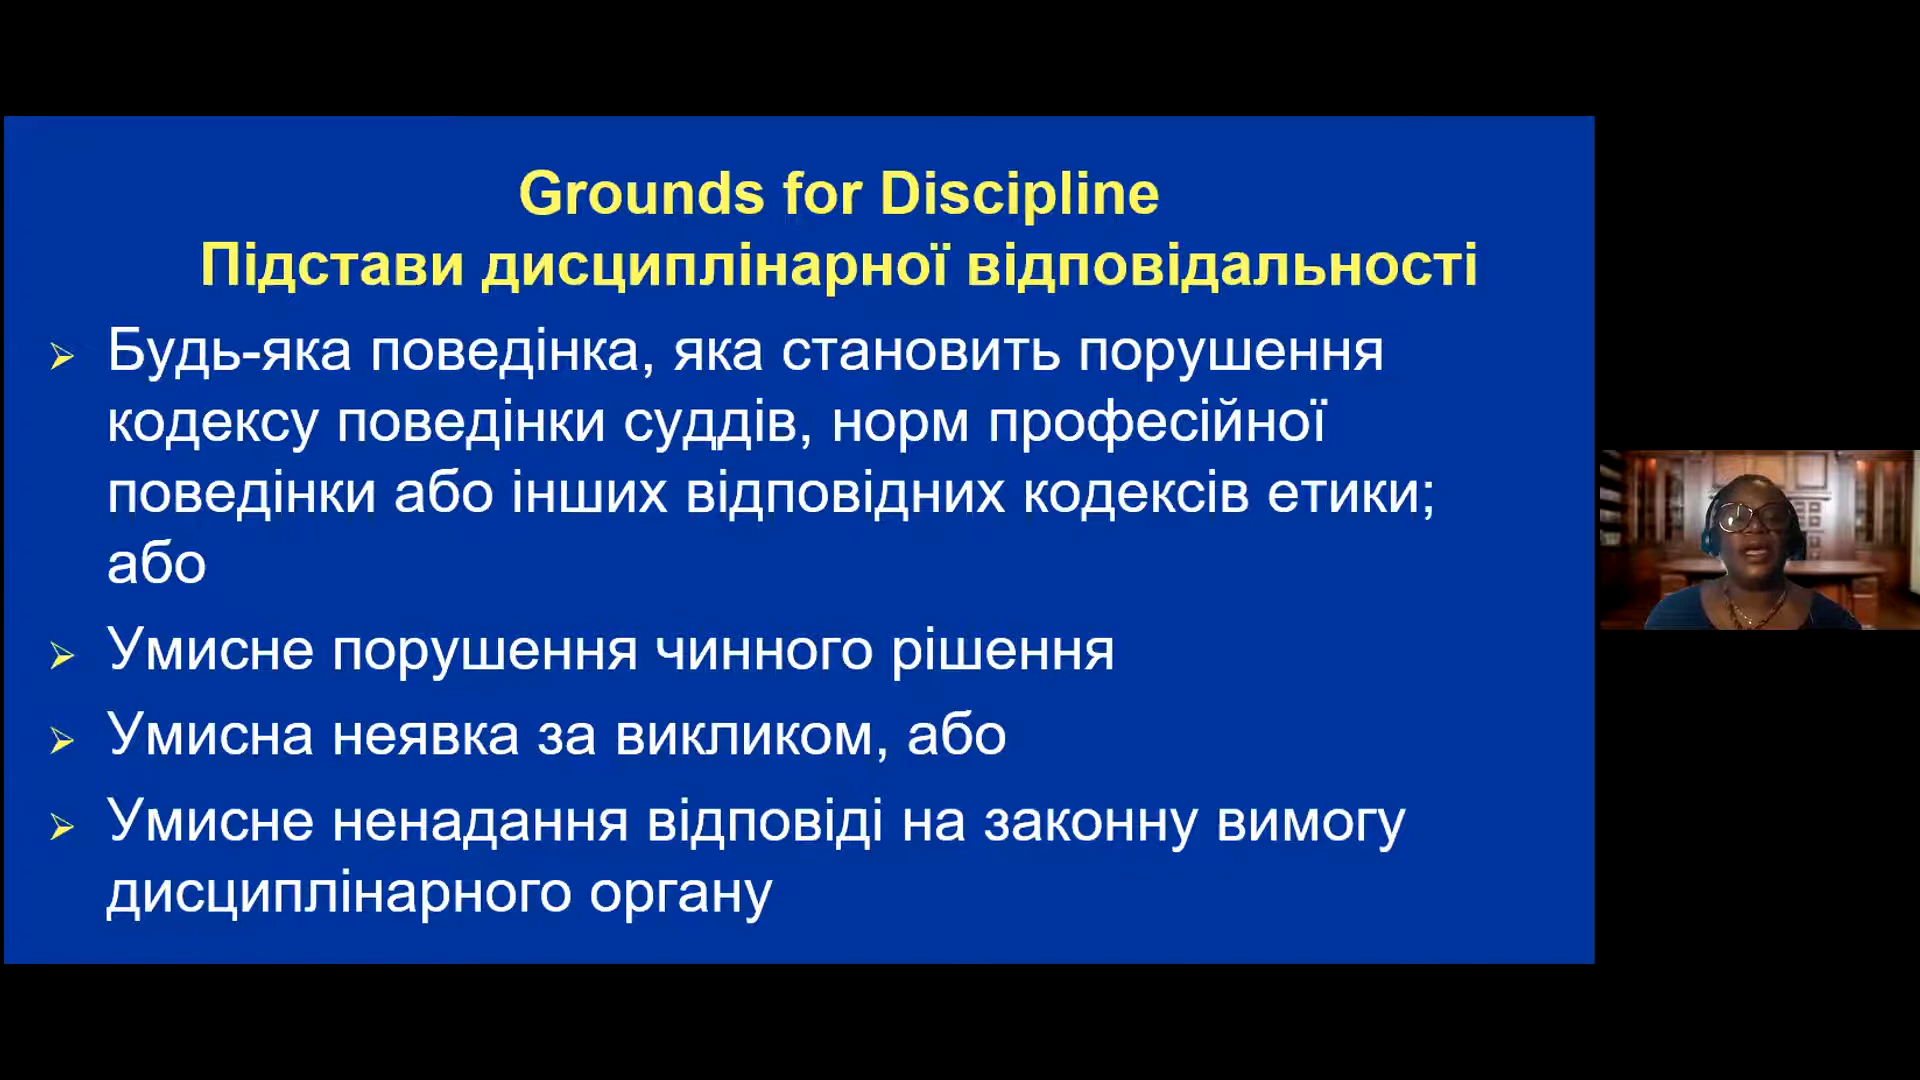 Grounds for Discipline
Підстави дисциплінарної відповідальності
Будь-яка поведінка, яка становить порушення
кодексу поведінки суддів, норм професійної
поведінки або інших відповідних кодексів етики;
або
Умисне порушення чинного рішення
Умисна неявка за викликом, або
Умисне ненадання відповіді на законну вимогу
дисциплінарного органу